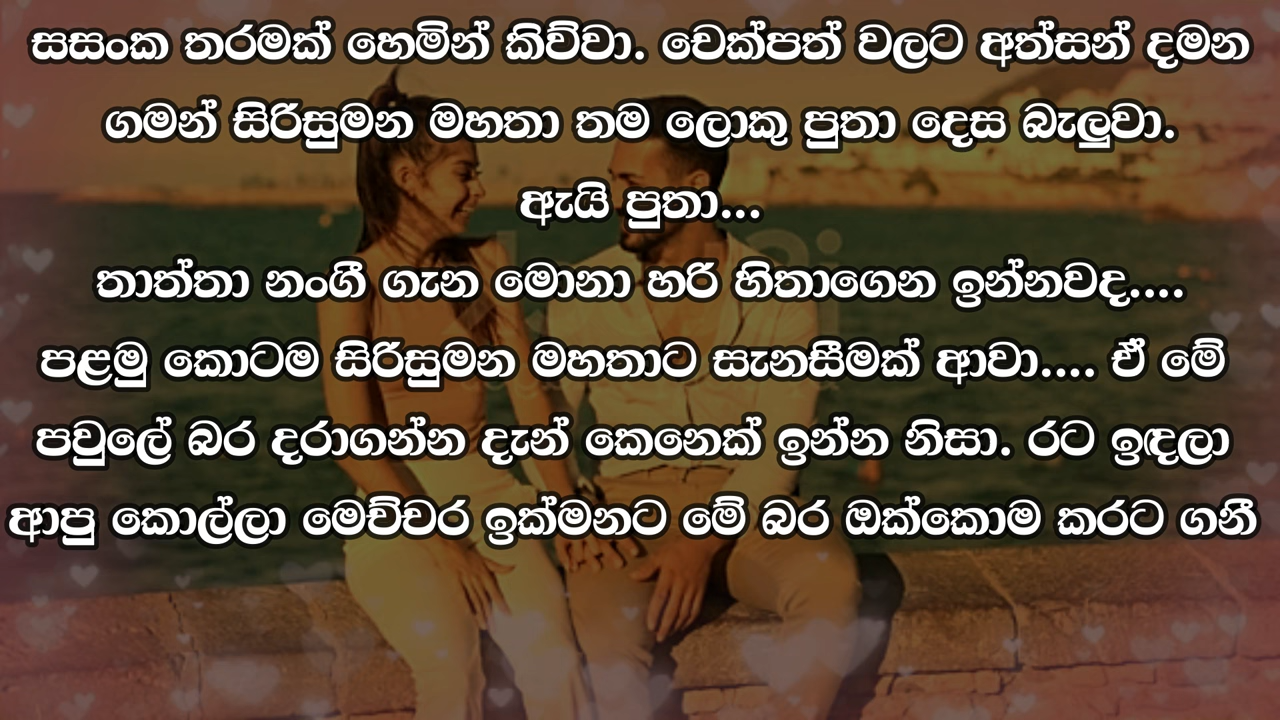 සසංක තරමක් හෙමින් කිව්වා. චෙක්පත් වලට අත්සන් දමන
ගමන් සිරිසුමන මහතා තම ලොකු පුතා දෙස බැලුවා.
ඇයි පුතා...
තාත්තා නංගී ගැන මොනා හරි හිතාගෙන ඉන්නවද....
පළමු කොටම සිරිසුමන මහතාට සැනසීමක් ආවා.... ඒ මේ
පවුලේ බර දරාගන්න දැන් කෙනෙක් ඉන්න නිසා. රට ඉඳලා
ආපු කොල්ලා මෙච්චර ඉක්මනට මේ බර ඔක්කොම කරට ගනී